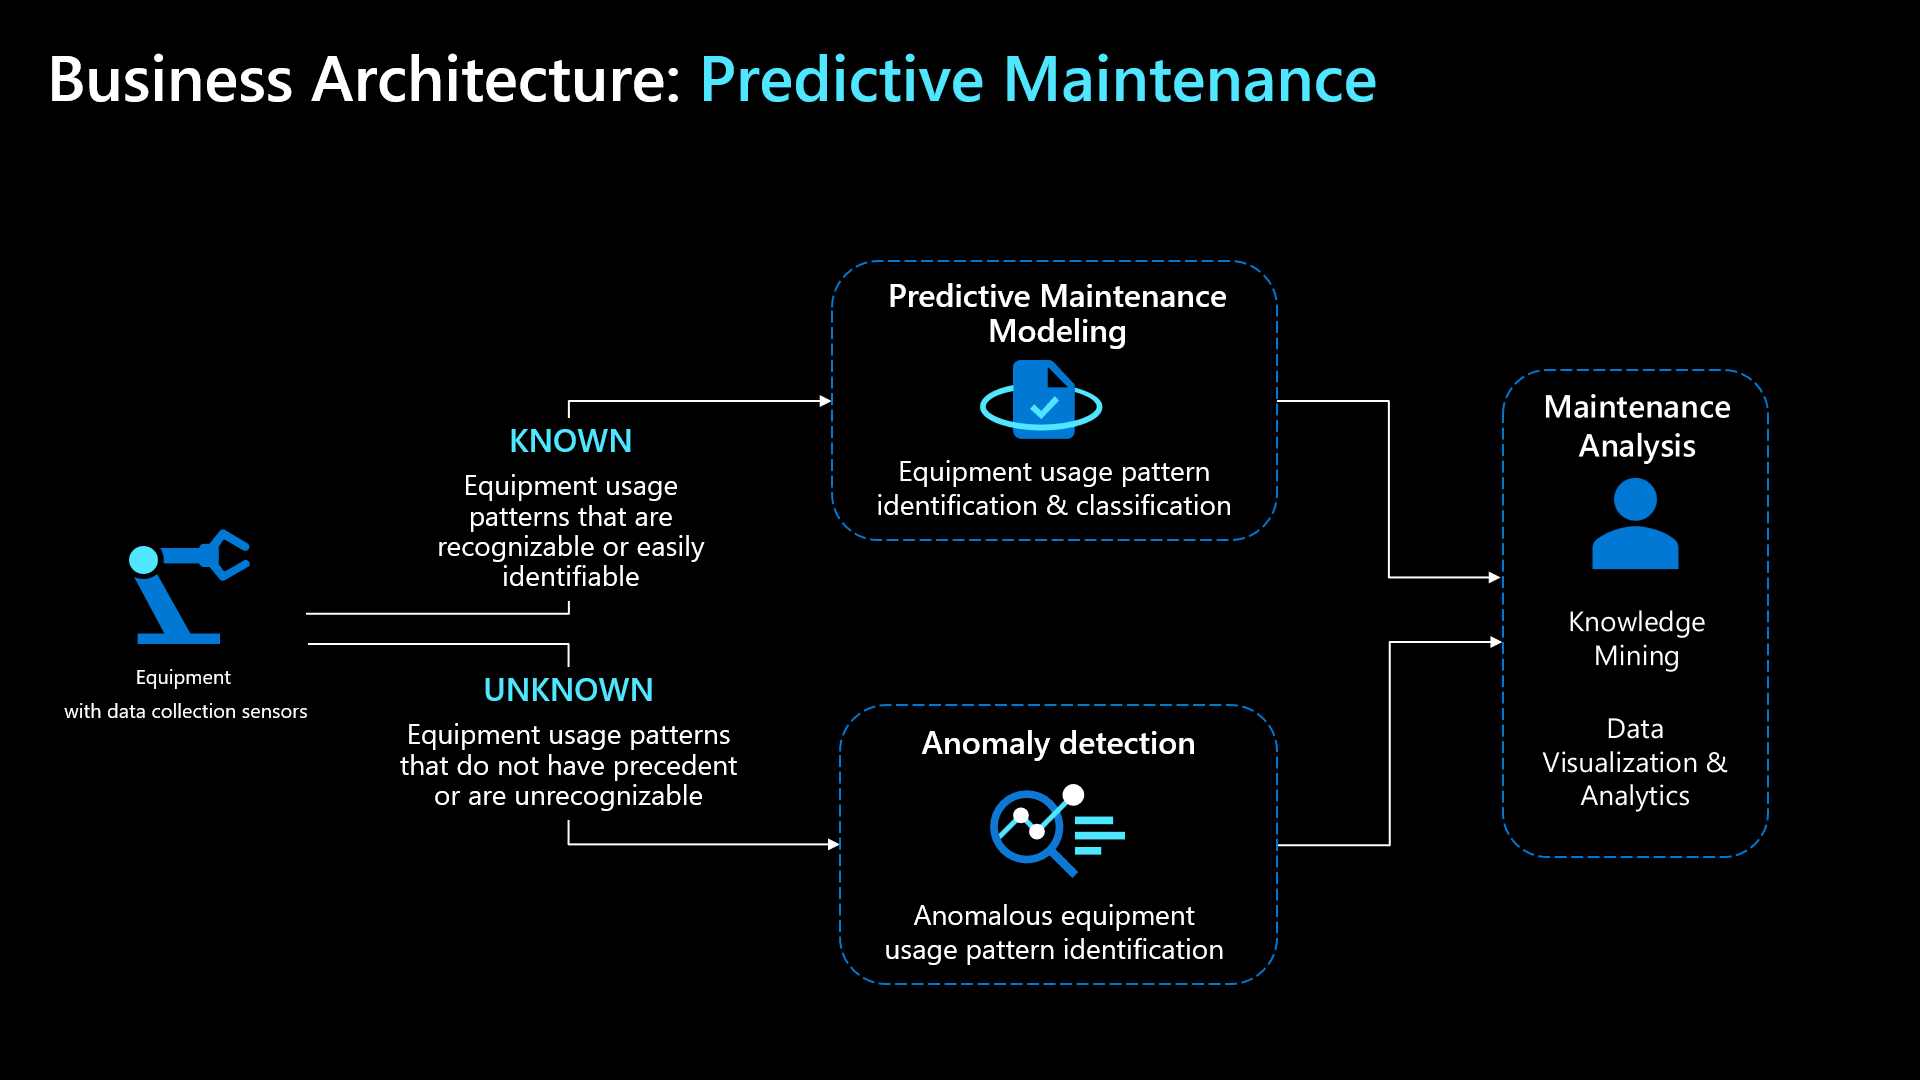 Business Architecture: Predictive Maintenance
Equipment
with data collection sensors
KNOWN
Equipment usage
patterns that are
recognizable or easily
identifiable
UNKNOWN
Equipment usage patterns
that do not have precedent
or are unrecognizable
Predictive Maintenance
Modeling
Equipment usage pattern
identification & classification
Anomaly detection
Anomalous equipment
usage pattern identification
Maintenance
Analysis
Knowledge
Mining
Data
Visualization &
Analytics